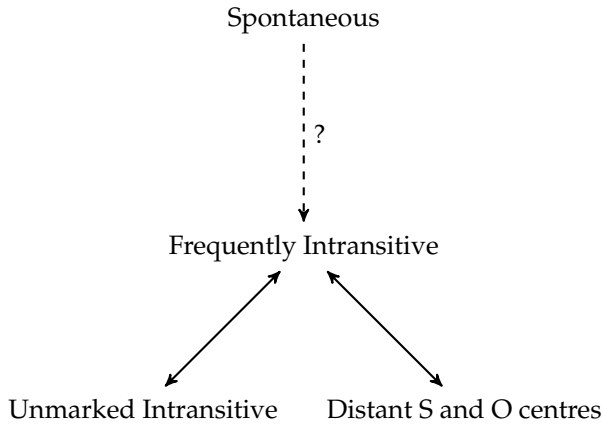 Spontaneous
?
Frequently Intransitive
Unmarked Intransitive
Distant S and O centres